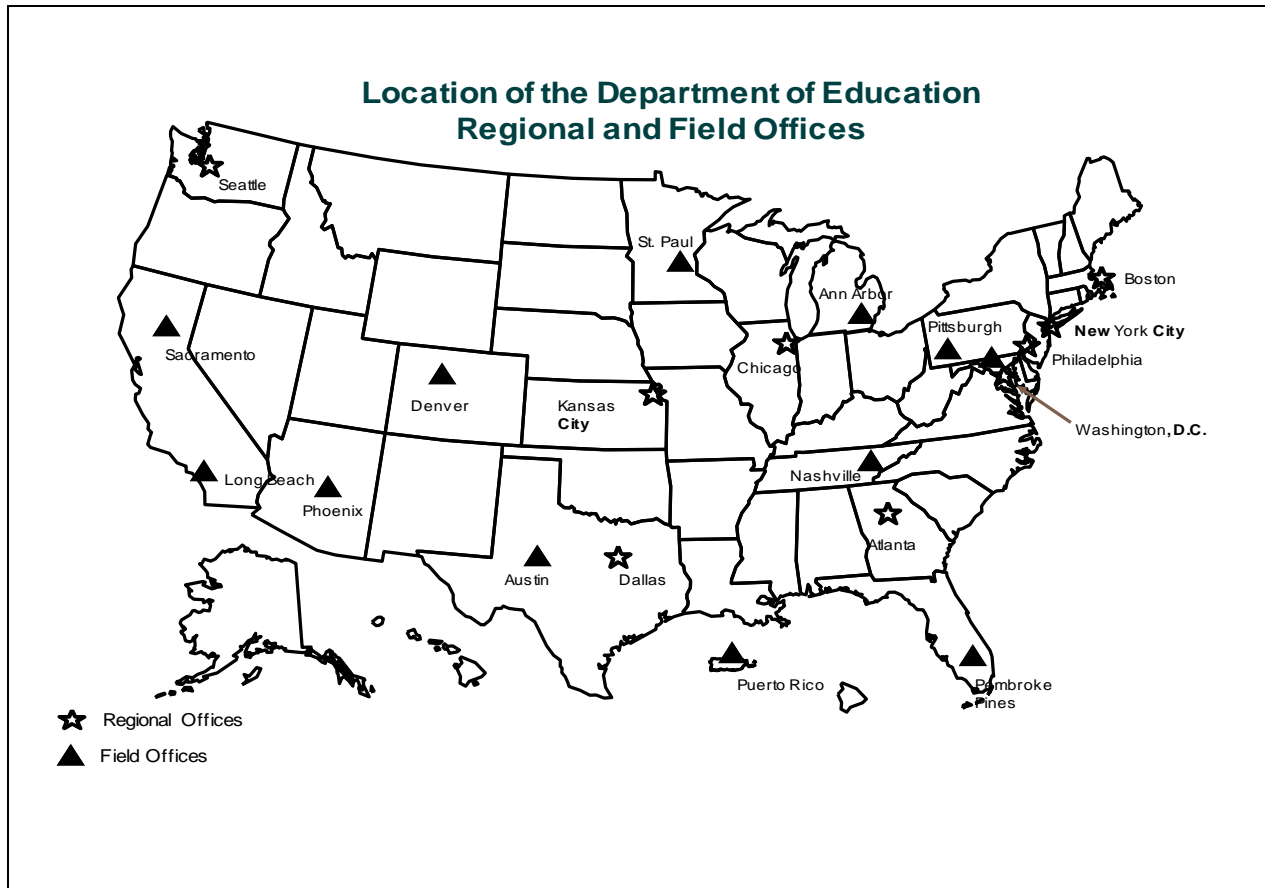 Location of the Department of Education
Regional and Field Offices
Seattle
St. Paul
Boston
Ann Arbor
Pittsburgh
New York City
Sacramento
Philadelphia
Chicago
Denver
Kansas
City
Washington, D.C.
Long Beach
Nashville
Phoenix
Atlanta
Austin
Dallas
Puerto Rico
Pembroke
Pines
Regional Offices
Field Offices